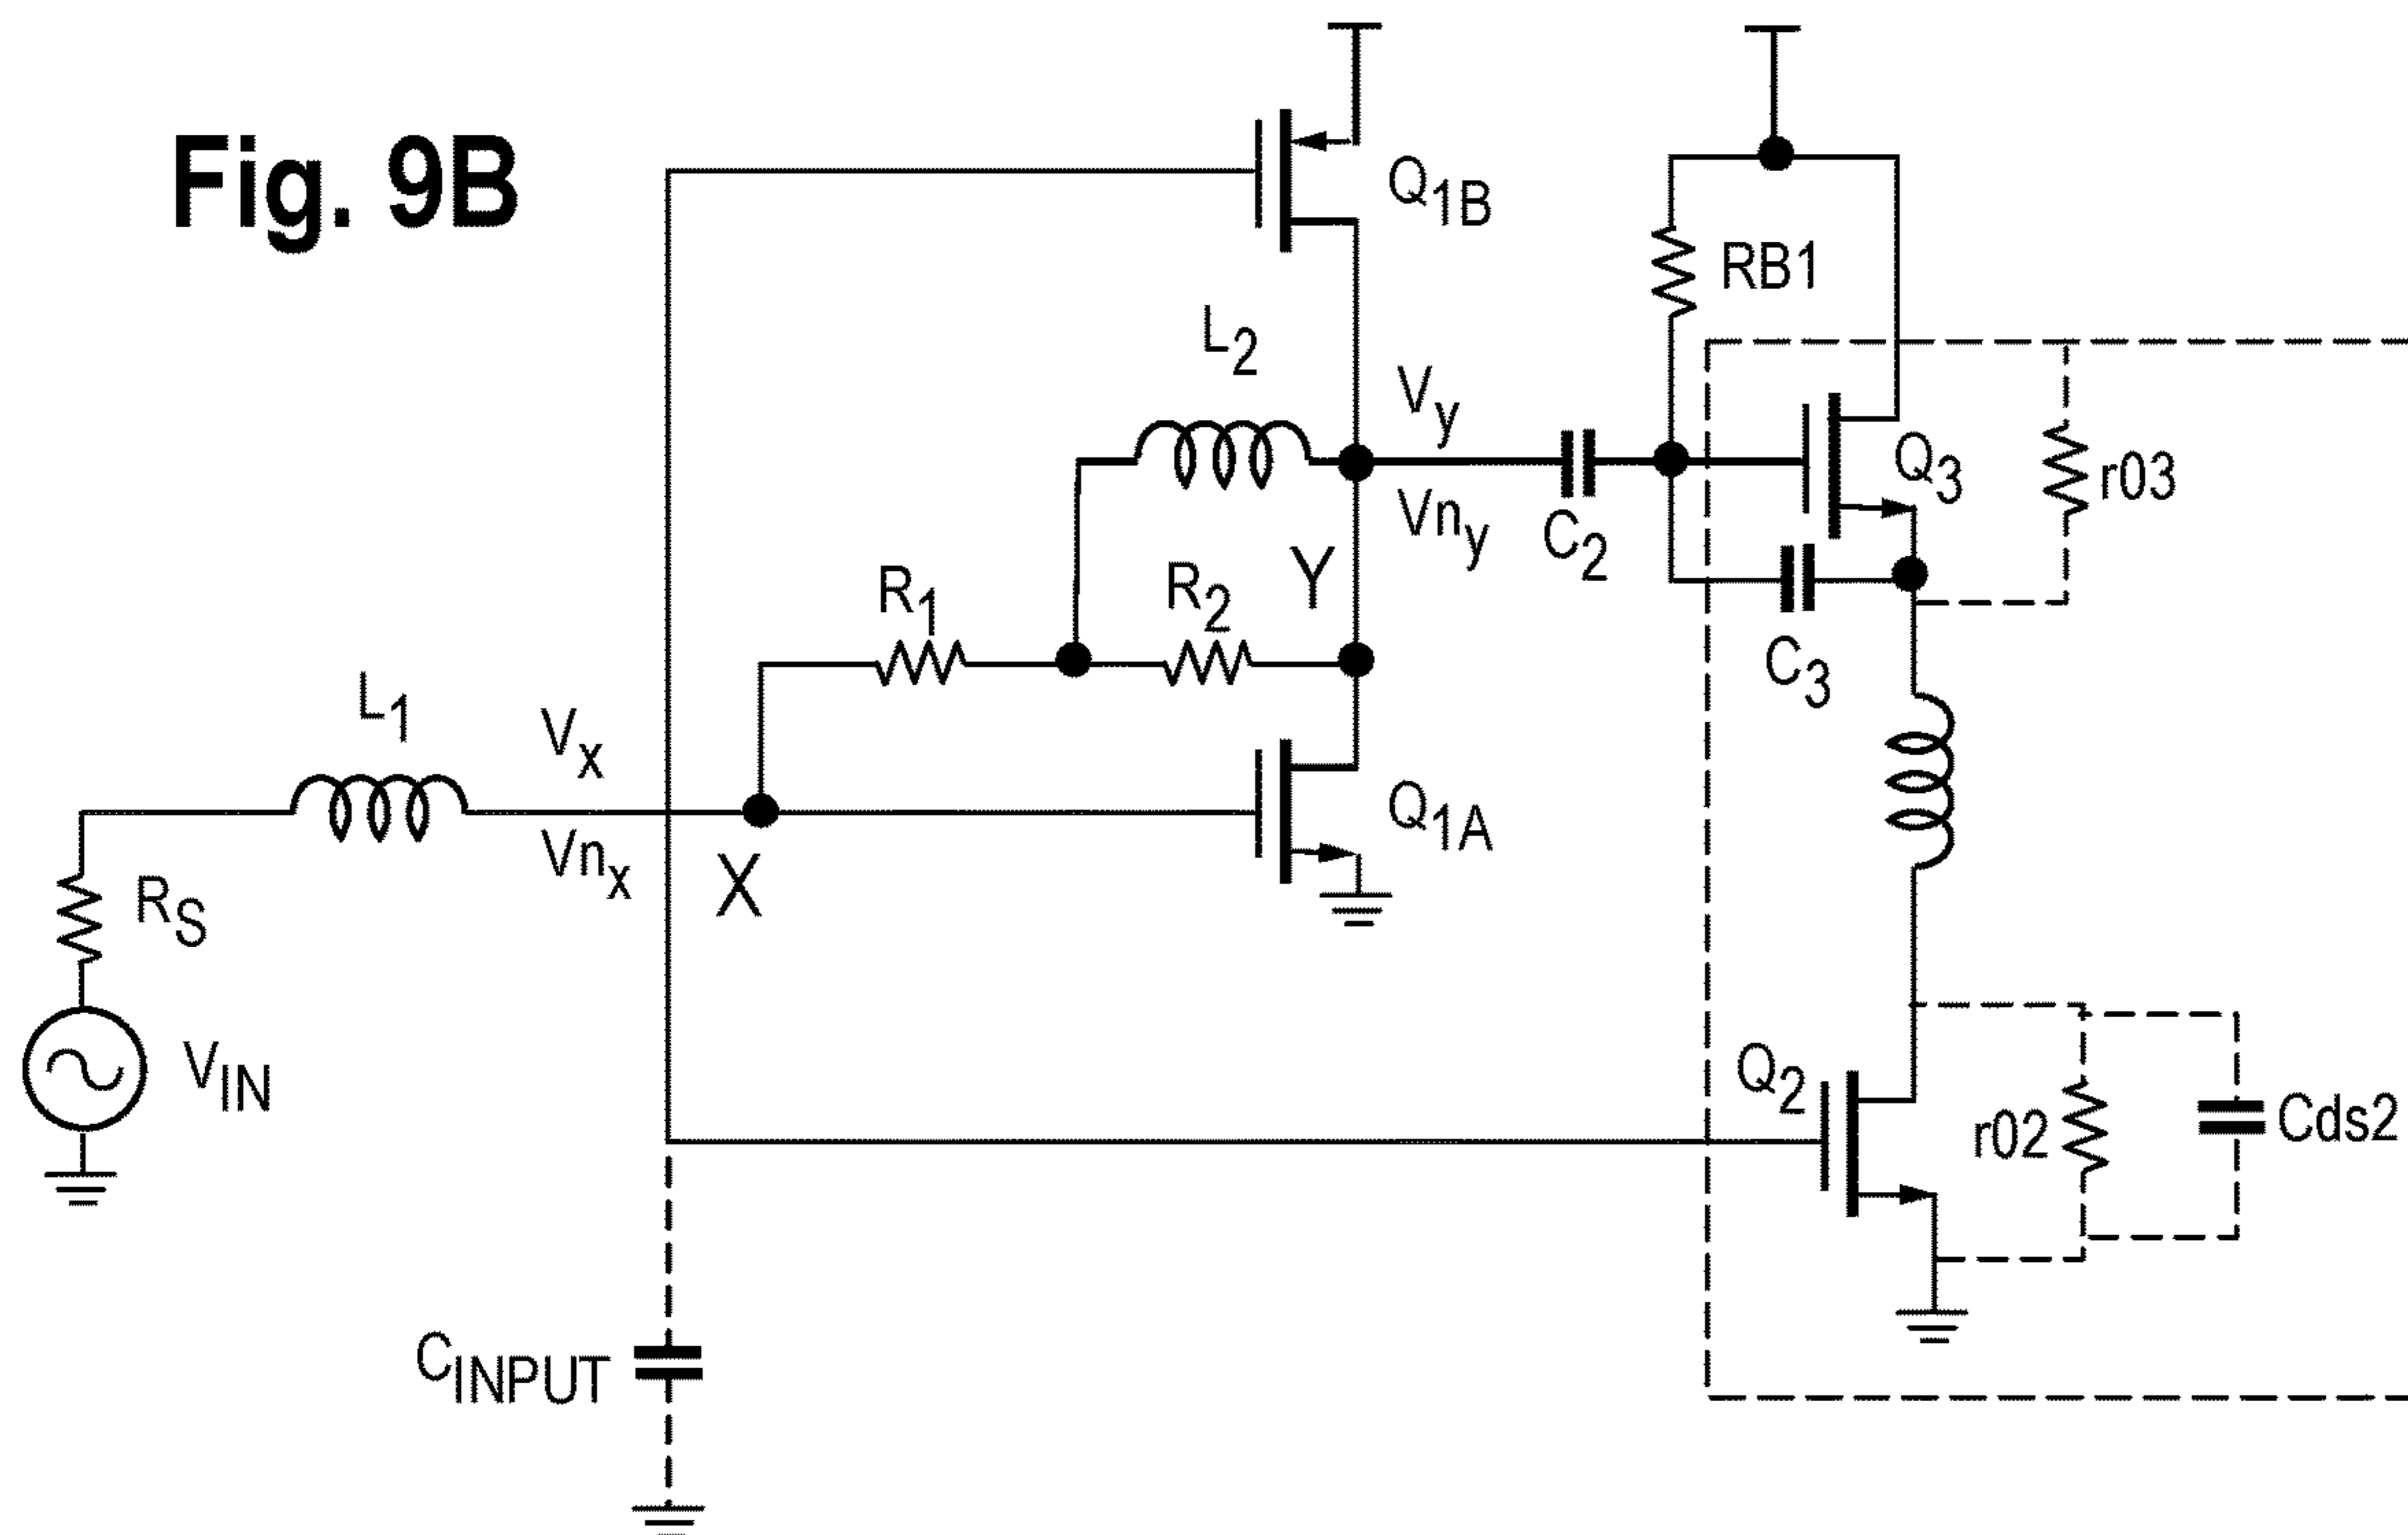 Fig. 9B
Q1B
RB1
L2
Vy
Vny
C2
Q3
r03
Y
R1
R2
C3
L1
Vx
Vnx
X
Q1A
RS
VIN
Q2
r02
Cds2
CINPUT